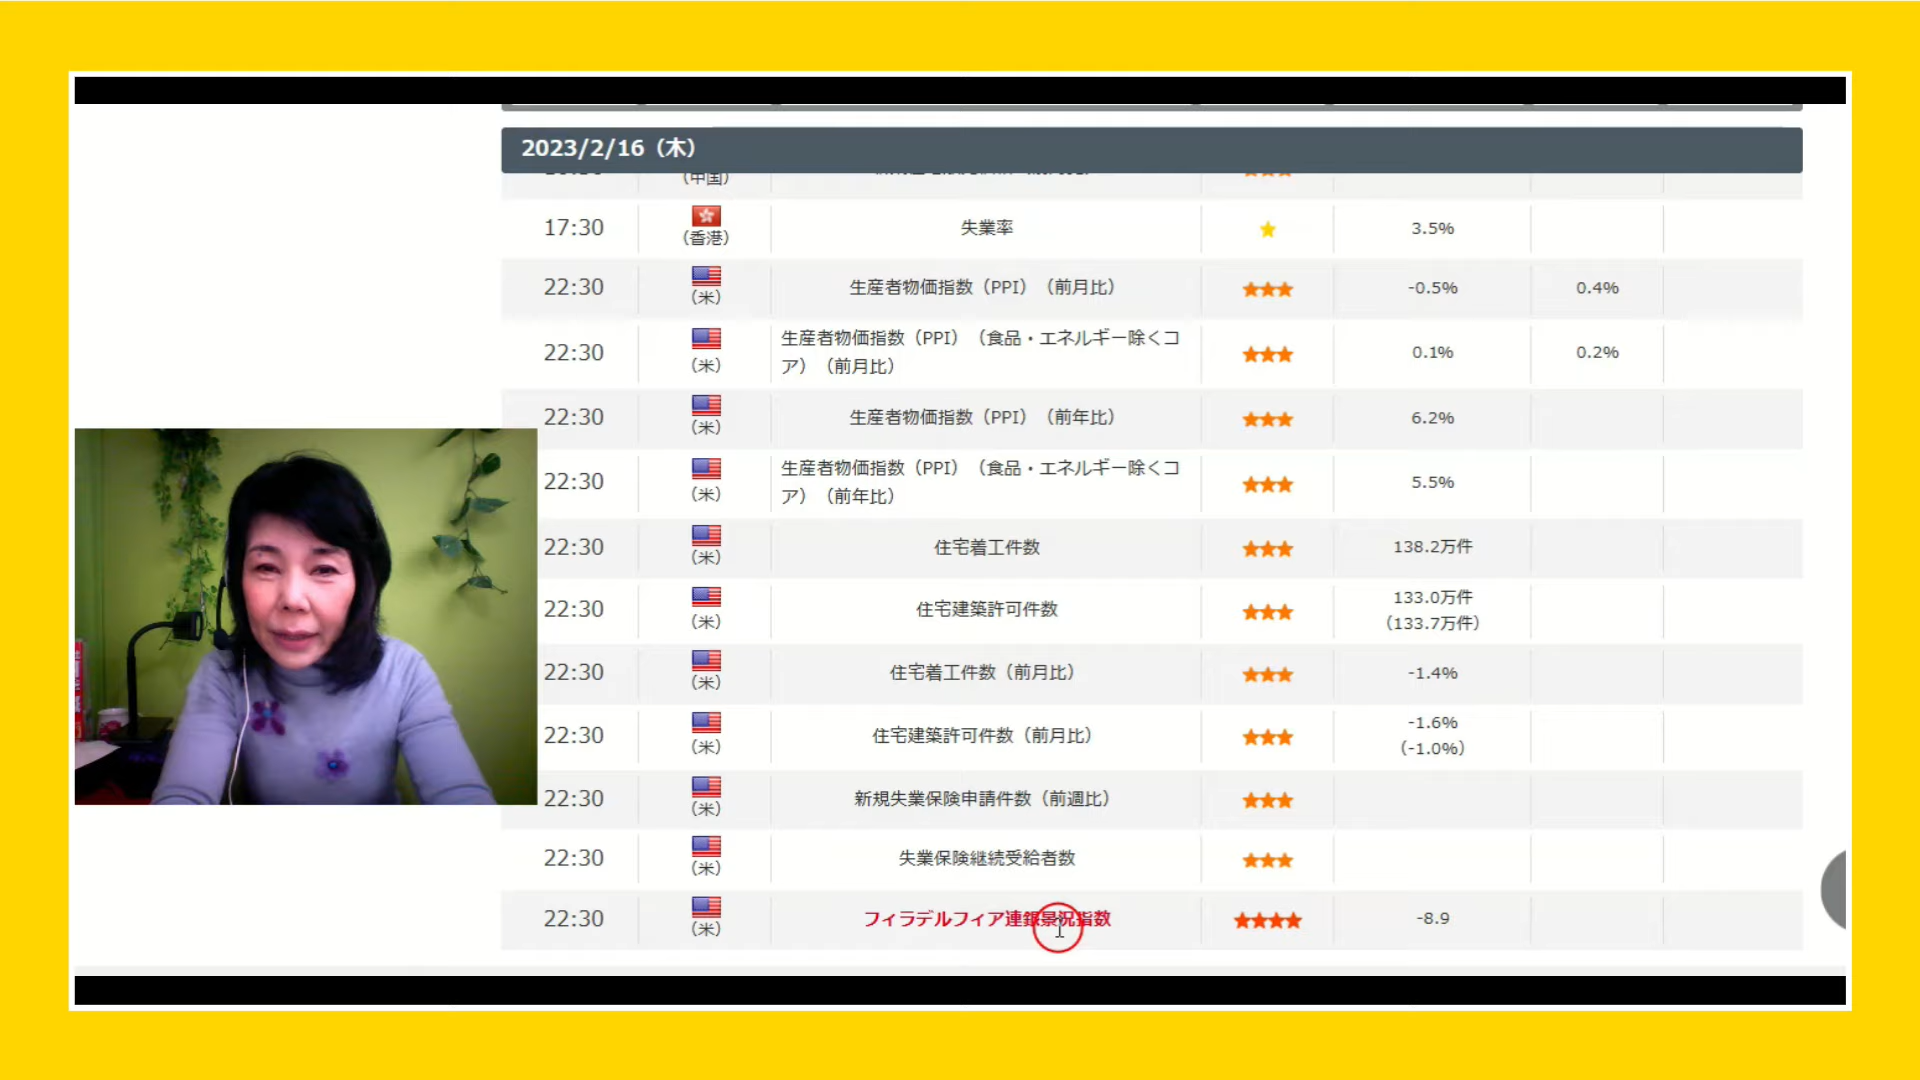 2023/2/16（木）
（中国）
17:30 （香港） 失業率 3.5%
22:30 （米） 生産者物価指数（PPI）（前月比） -0.5% 0.4%
22:30 （米） 生産者物価指数（PPI）（食品・エネルギー除くコ
ア）（前月比） 0.1% 0.2%
22:30 （米） 生産者物価指数（PPI）（前年比） 6.2%
22:30 （米） 生産者物価指数（PPI）（食品・エネルギー除くコ
ア）（前年比） 5.5%
22:30 （米） 住宅着工件数 138.2万件
22:30 （米） 住宅建築許可件数 133.0万件
（133.7万件）
22:30 （米） 住宅着工件数（前月比） -1.4%
22:30 （米） 住宅建築許可件数（前月比） -1.6%
（-1.0%）
22:30 （米） 新規失業保険申請件数（前週比）
22:30 （米） 失業保険継続受給者数
22:30 （米） フィラデルフィア連銀景況指数 -8.9